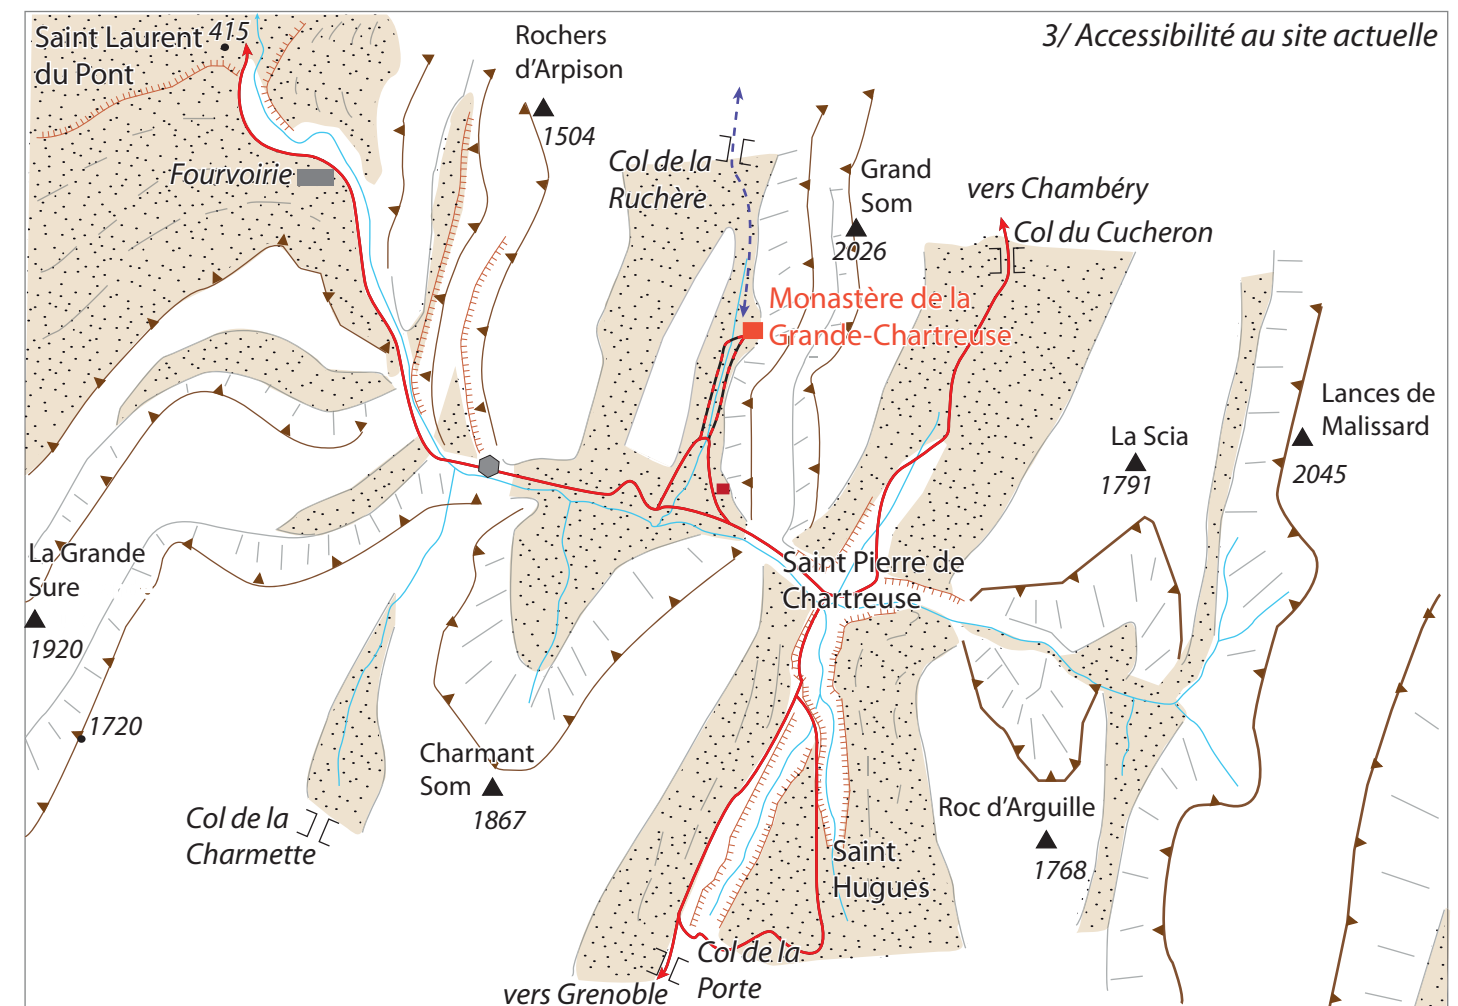 3/ Accessibilité au site actuelle
Saint Laurent
du Pont
415
Rochers
d'Arpison
1504
Fourvoirie
Col de la
Ruchère
Grand
Som
2026
vers Chambéry
Col du Cucheron
Monastère de la
Grande-Chartreuse
Lances de
Malissard
2045
La Scia
1791
La Grande
Sure
1920
Saint Pierre de
Chartreuse
1720
Charmant
Som
1867
Col de la
Charmette
Roc d'Arguille
1768
Saint
Hugues
Col de la
Porte
vers Grenoble